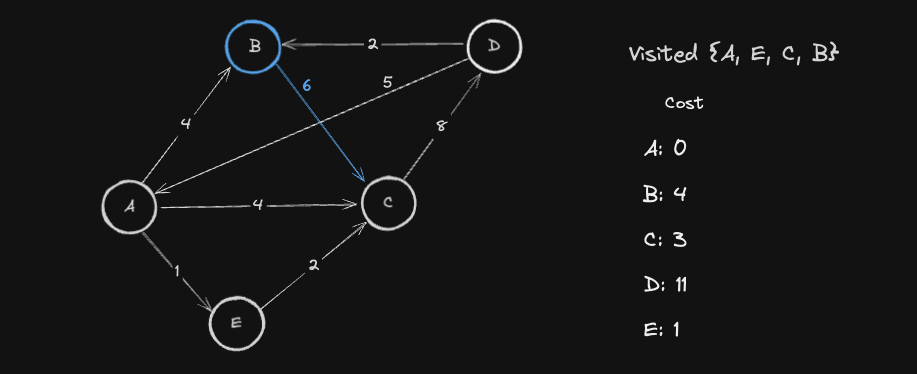 B
2
D
Visited {A, E, C, B}
6
5
Cost
4
8
A: 0
B: 4
A
4
C
C: 3
1
2
D: 11
E
E: 1